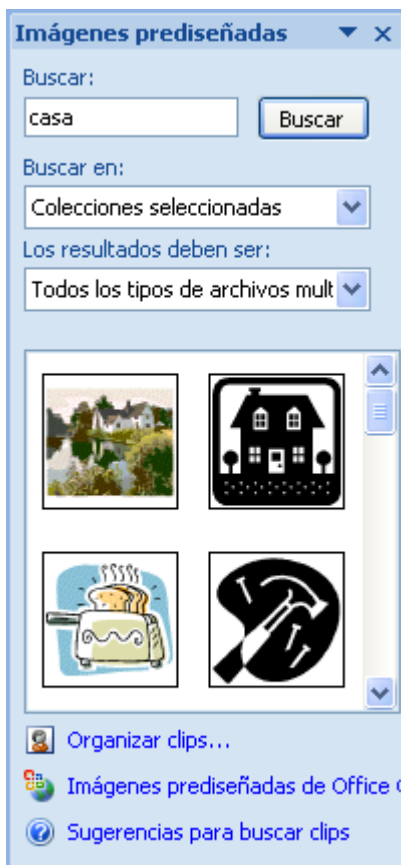 Imágenes prediseñadas
Buscar:
casa
Buscar
Buscar en:
Colecciones seleccionadas
Los resultados deben ser:
Todos los tipos de archivos mult
Organizar clips...
Imágenes prediseñadas de Office
Sugerencias para buscar clips